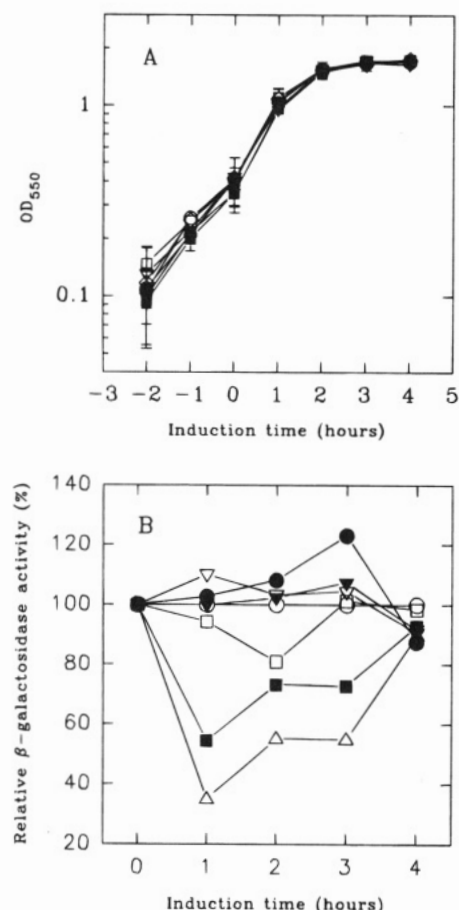 A
1
0.1
OD550
−3 −2 −1 0 1 2 3 4 5
Induction time (hours)
B
140
120
100
80
60
40
20
Relative β-galactosidase activity (%)
0 1 2 3 4
Induction time (hours)